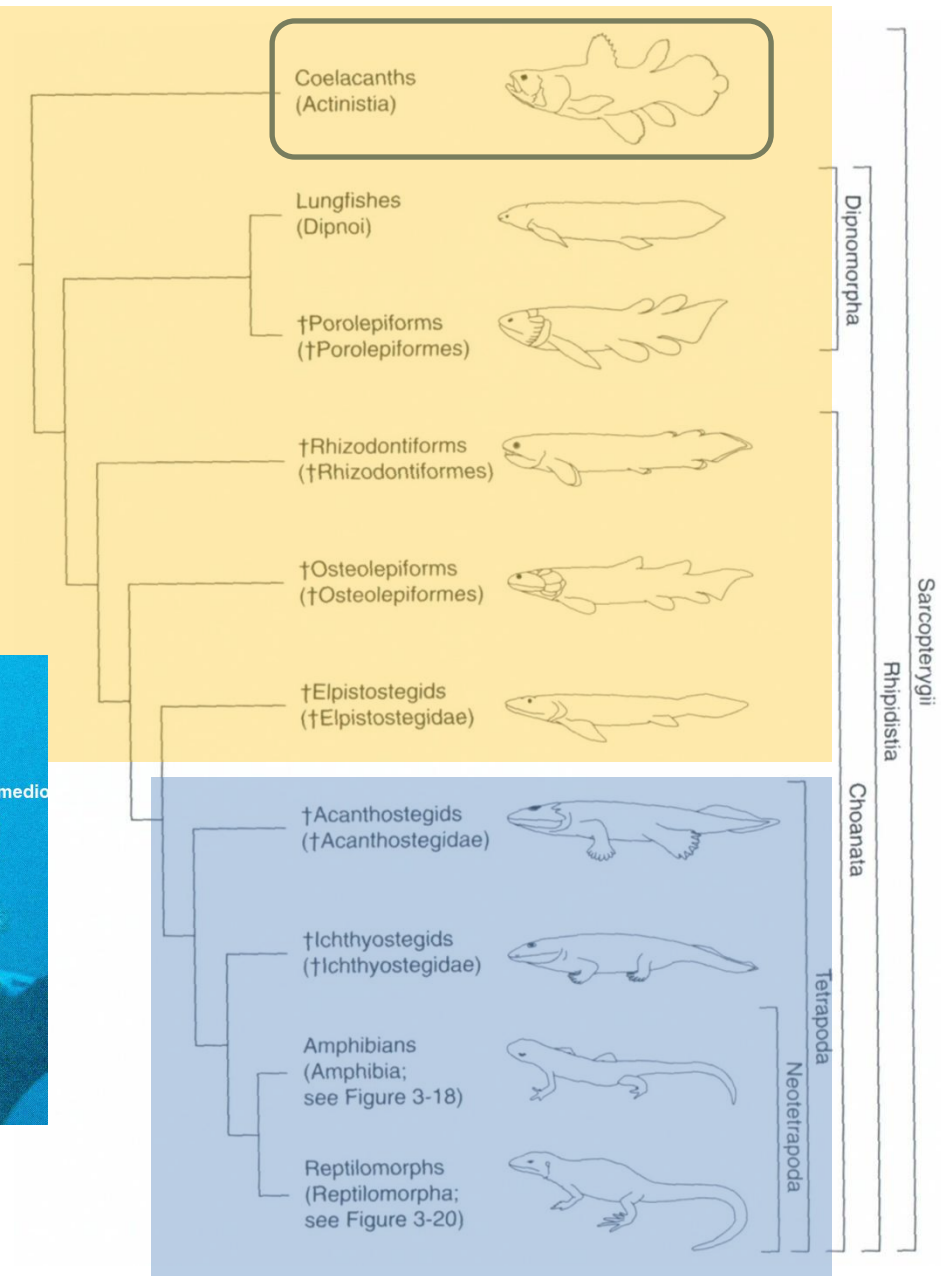 Coelacanths
(Actinistia)
Lungfishes
(Dipnoi)
†Porolepiforms
(†Porolepiformes)
†Rhizodontiforms
(†Rhizodontiformes)
†Osteolepiforms
(†Osteolepiformes)
†Elpistostegids
(†Elpistostegidae)
†Acanthostegids
(†Acanthostegidae)
†Ichthyostegids
(†Ichthyostegidae)
Amphibians
(Amphibia;
see Figure 3-18)
Reptilomorphs
(Reptilomorpha;
see Figure 3-20)
Dipnomorpha
Choanata
Tetrapoda
Neotetrapoda
Rhipidistia
Sarcopterygii
medio